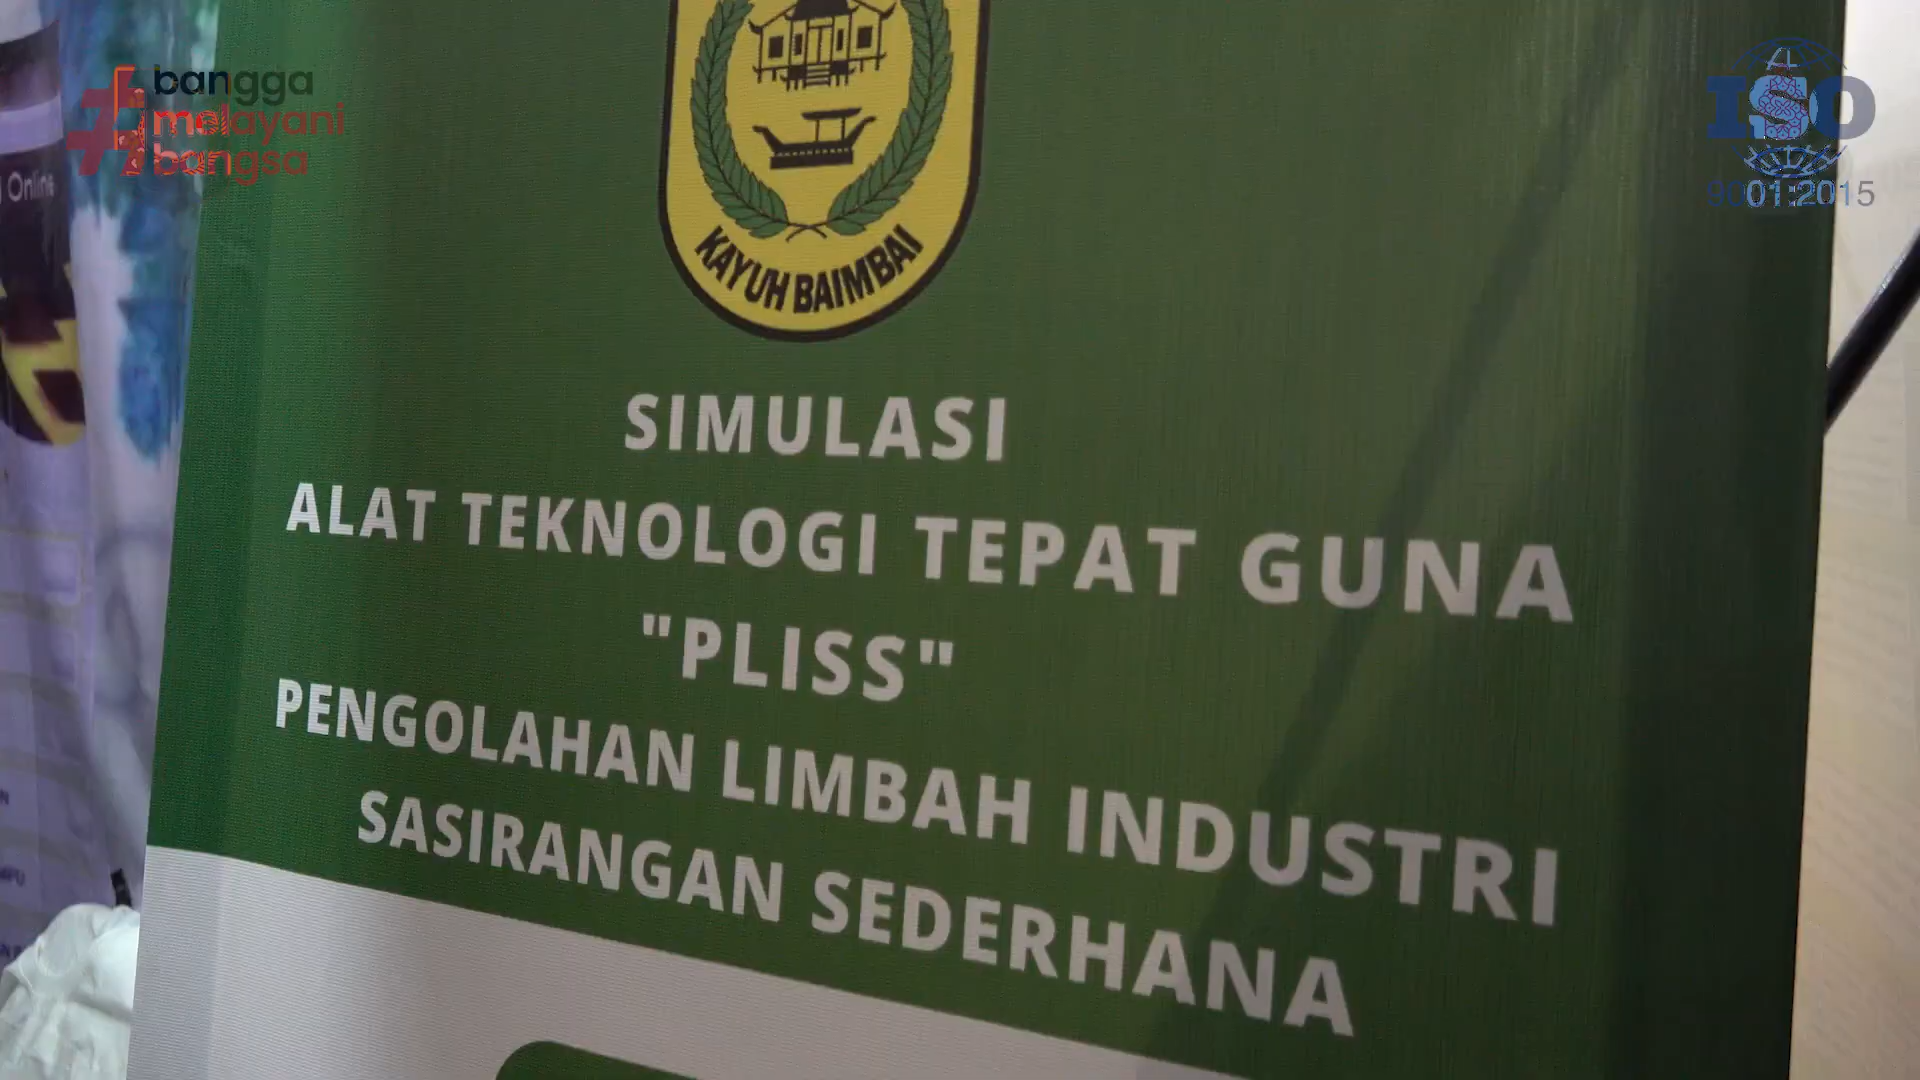 bangga
melayani
bangsa
ISO
9001:2015
Online
KAYUH BAIMBAI
SIMULASI
ALAT TEKNOLOGI TEPAT GUNA
"PLISS"
PENGOLAHAN LIMBAH INDUSTRI
SASIRANGAN SEDERHANA